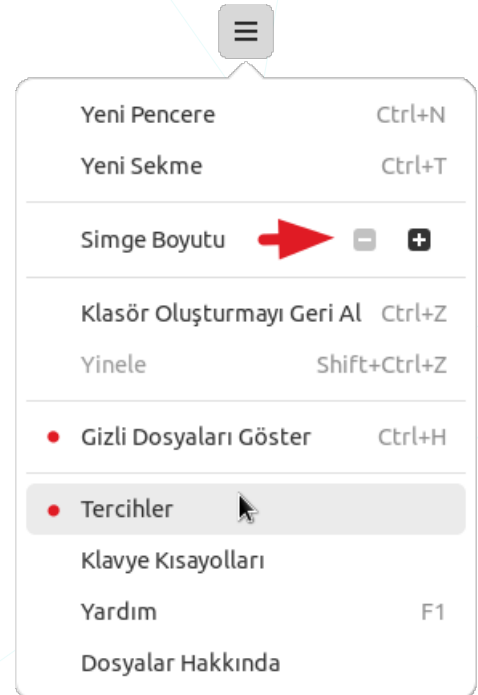 Yeni Pencere Ctrl+N
Yeni Sekme Ctrl+T
Simge Boyutu
Klasör Oluşturmayı Geri Al Ctrl+Z
Yinele Shift+Ctrl+Z
Gizli Dosyaları Göster Ctrl+H
Tercihler
Klavye Kısayolları
Yardım F1
Dosyalar Hakkında